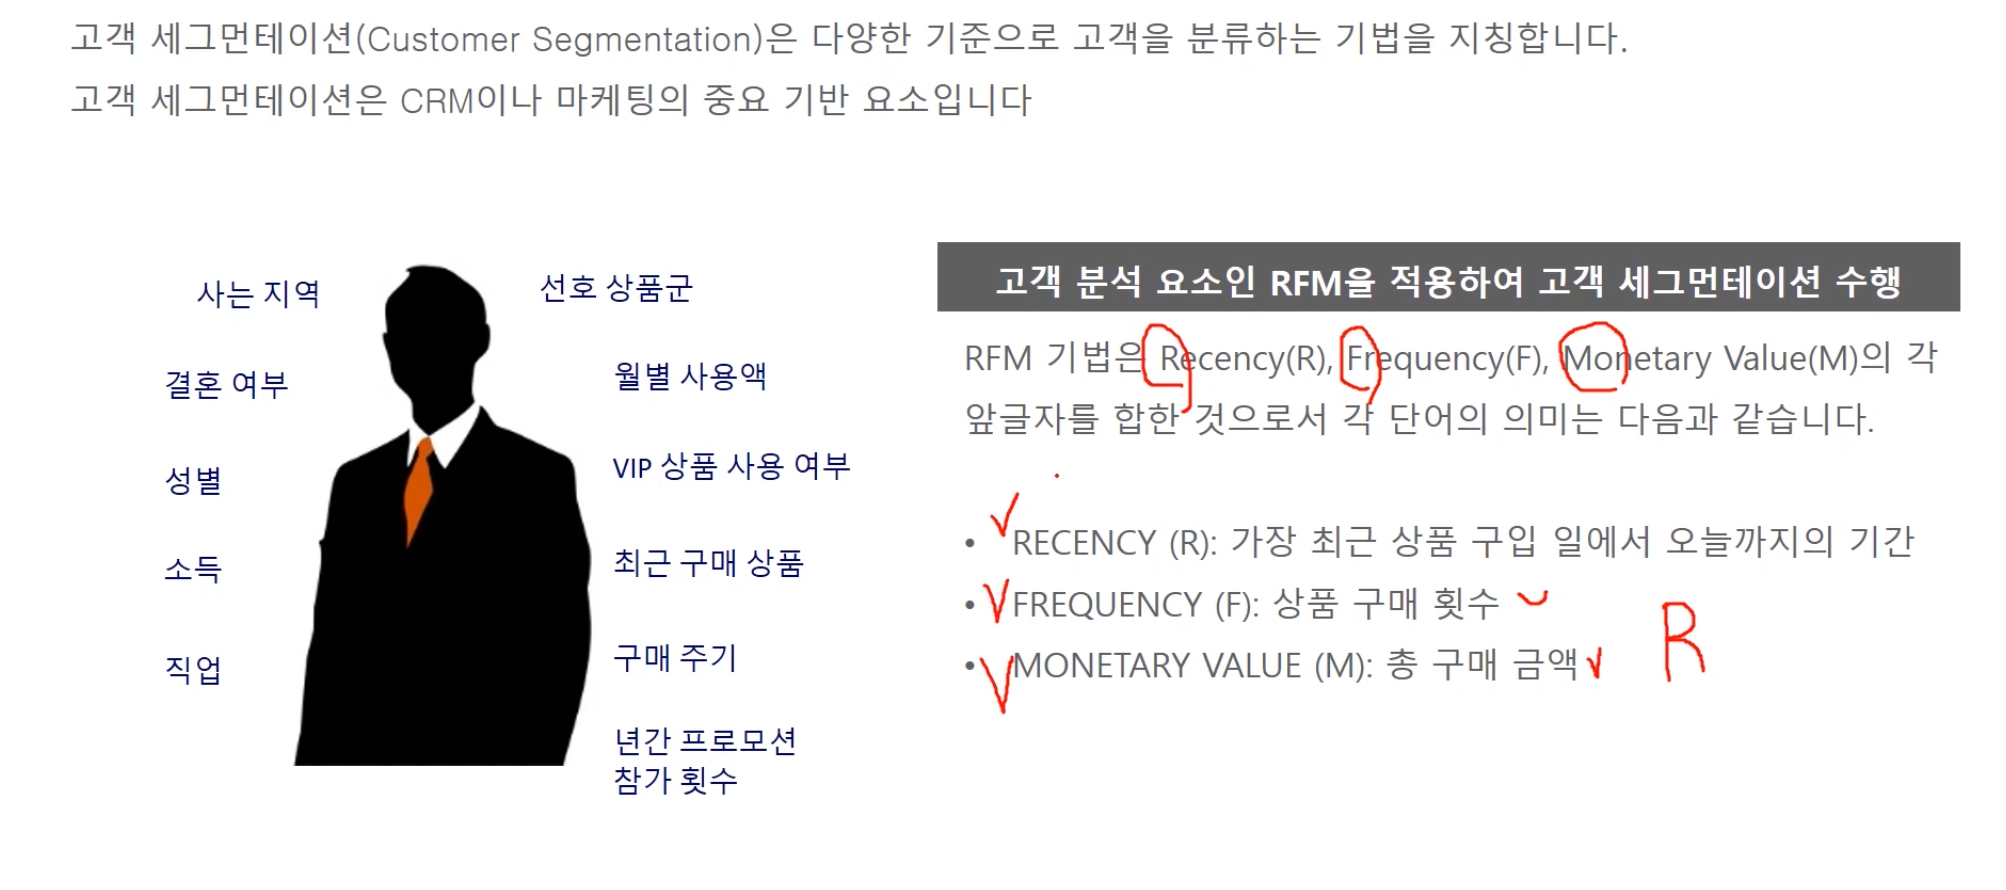 고객 세그먼테이션(Customer Segmentation)은 다양한 기준으로 고객을 분류하는 기법을 지칭합니다.
고객 세그먼테이션은 CRM이나 마케팅의 중요 기반 요소입니다
사는 지역
결혼 여부
성별
소득
직업
선호 상품군
월별 사용액
VIP 상품 사용 여부
최근 구매 상품
구매 주기
년간 프로모션
참가 횟수
고객 분석 요소인 RFM을 적용하여 고객 세그먼테이션 수행
RFM 기법은 Recency(R), Frequency(F), Monetary Value(M)의 각
앞글자를 합한 것으로서 각 단어의 의미는 다음과 같습니다.
• RECENCY (R): 가장 최근 상품 구입 일에서 오늘까지의 기간
• FREQUENCY (F): 상품 구매 횟수
• MONETARY VALUE (M): 총 구매 금액
R